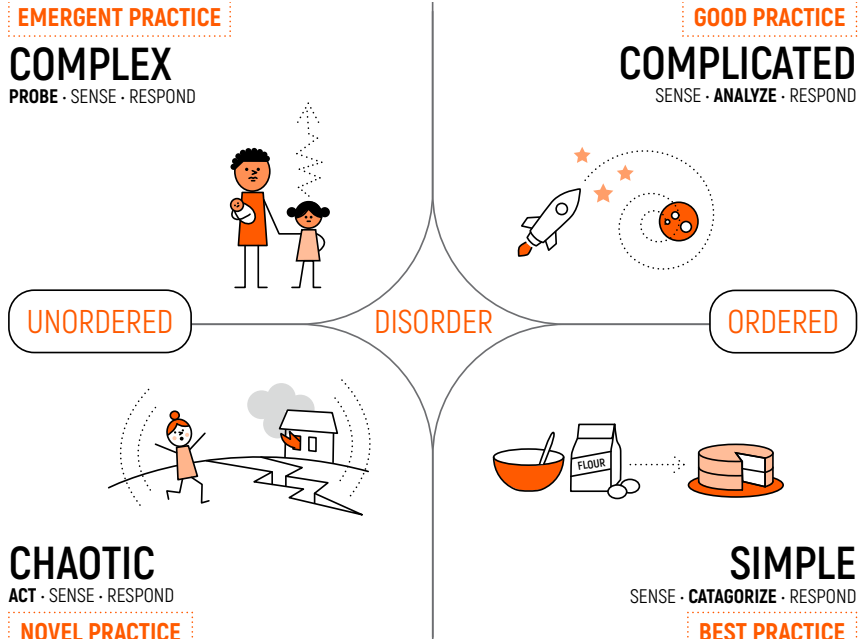 EMERGENT PRACTICE
COMPLEX
PROBE · SENSE · RESPOND
GOOD PRACTICE
COMPLICATED
SENSE · ANALYZE · RESPOND
UNORDERED
DISORDER
ORDERED
FLOUR
CHAOTIC
ACT · SENSE · RESPOND
NOVEL PRACTICE
SIMPLE
SENSE · CATAGORIZE · RESPOND
BEST PRACTICE